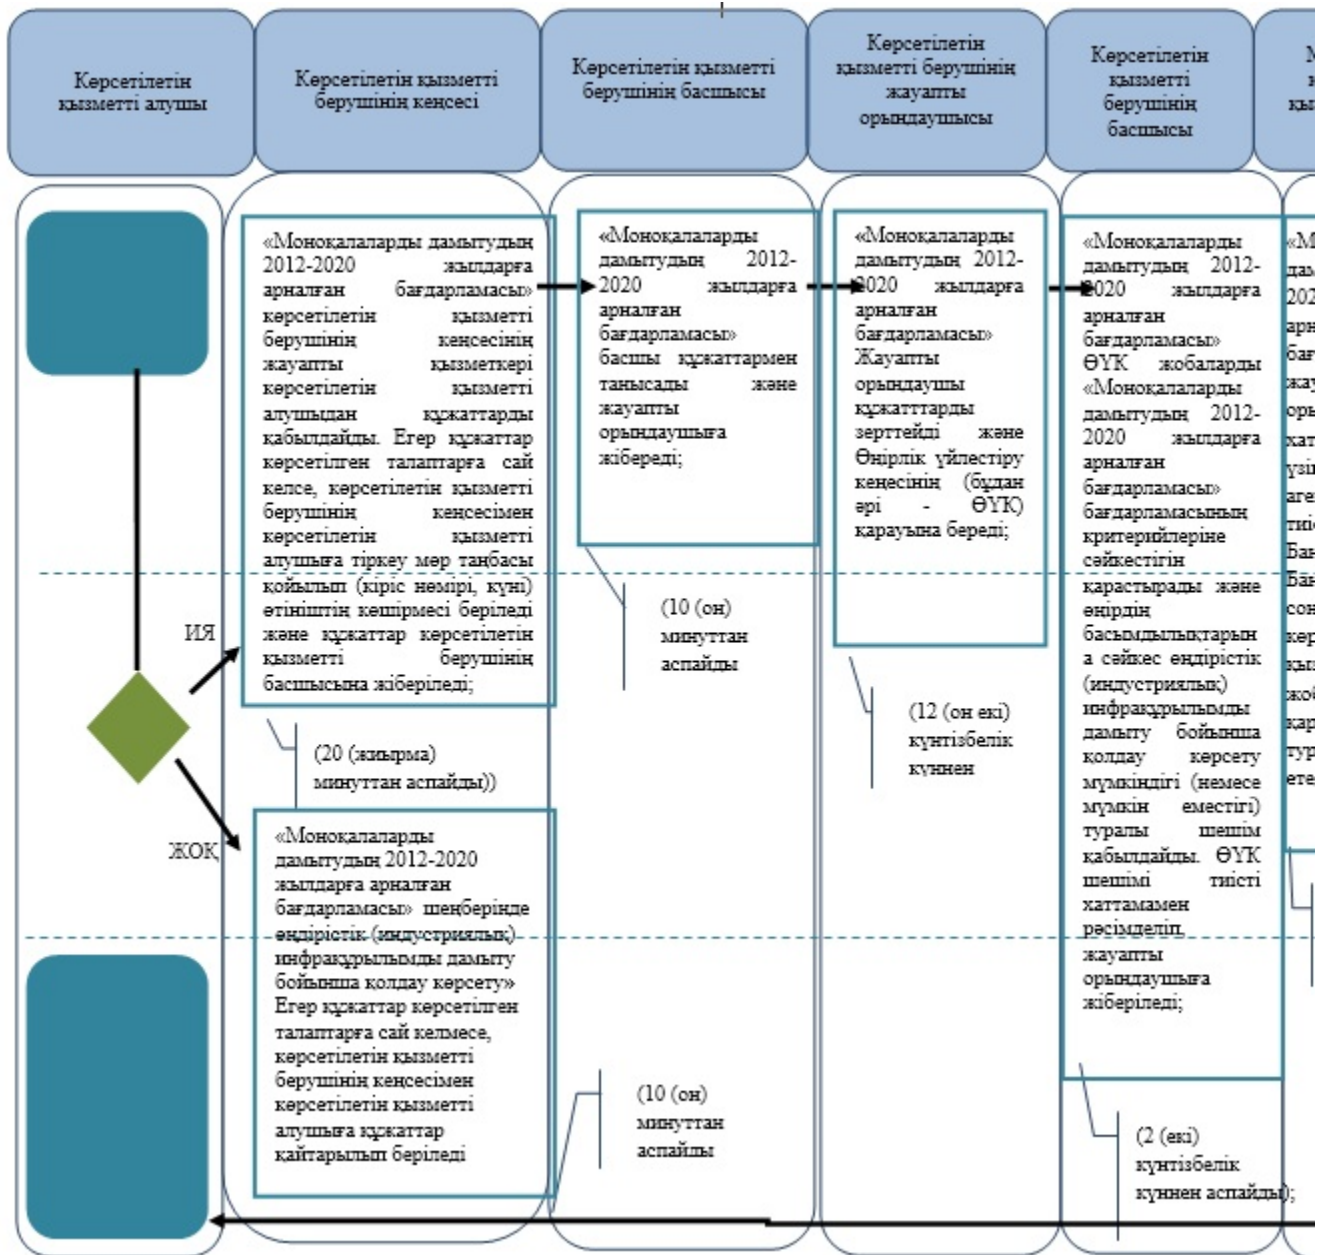 Көрсетілетін
қызметті алушы
Көрсетілетін қызметті
берушінің кеңсесі
Көрсетілетін қызметті
берушінің басшысы
Көрсетілетін
қызметті берушінің
жауапты
орындаушысы
Көрсетілетін
қызметті
берушінің
басшысы
«Моноқалаларды дамытудың
2012-2020 жылдарға
арналған бағдарламасы»
көрсетілетін қызметті
берушінің кеңсесінің
жауапты қызметкері
көрсетілетін қызметті
алушыдан құжаттарды
қабылдайды. Егер құжаттар
көрсетілген талаптарға сай
келсе, көрсетілетін қызметті
берушінің кеңсесімен
көрсетілетін қызметті
алушыға тіркеу мөр таңбасы
қойылып (кіріс нөмірі, күні)
өтініштің көшірмесі беріледі
және құжаттар көрсетілетін
қызметті берушінің
басшысына жіберіледі;
«Моноқалаларды
дамытудың 2012-
2020 жылдарға
арналған
бағдарламасы»
басшы құжаттармен
танысады және
жауапты
орындаушыға
жібереді;
«Моноқалаларды
дамытудың 2012-
2020 жылдарға
арналған
бағдарламасы»
Жауапты
орындаушы
құжатттарды
зерттейді және
Өңірлік үйлестіру
кеңесінің (бұдан
әрі - ӨҮК)
қарауына береді;
«Моноқалаларды
дамытудың 2012-
2020 жылдарға
арналған
бағдарламасы»
ӨҮК жобаларды
«Моноқалаларды
дамытудың 2012-
2020 жылдарға
арналған
бағдарламасы»
бағдарламасының
критерийлеріне
сәйкестігін
қарастырады және
өңірдің
басымдылықтарын
а сәйкес өндірістік
(индустриялық)
инфрақұрылымды
дамыту бойынша
қолдау көрсету
мүмкіндігі (немесе
мүмкін еместігі)
туралы шешім
қабылдайды. ӨҮК
шешімі тиісті
хаттамамен
рәсімделіп,
жауапты
орындаушыға
жіберіледі;
ИЯ
ЖОҚ
(20 (жиырма)
минуттан аспайды))
(10 (он)
минуттан
аспайды
(12 (он екі)
күнтізбелік
күннен
«Моноқалаларды
дамытудың 2012-2020
жылдарға арналған
бағдарламасы» шеңберінде
өндірістік (индустриялық)
инфрақұрылымды дамыту
бойынша қолдау көрсету»
Егер құжаттар көрсетілген
талаптарға сай келмесе,
көрсетілетін қызметті
берушінің кеңсесімен
көрсетілетін қызметті
алушыға құжаттар
қайтарылып беріледі
(10 (он)
минуттан
аспайды
(2 (екі)
күнтізбелік
күннен аспайды);